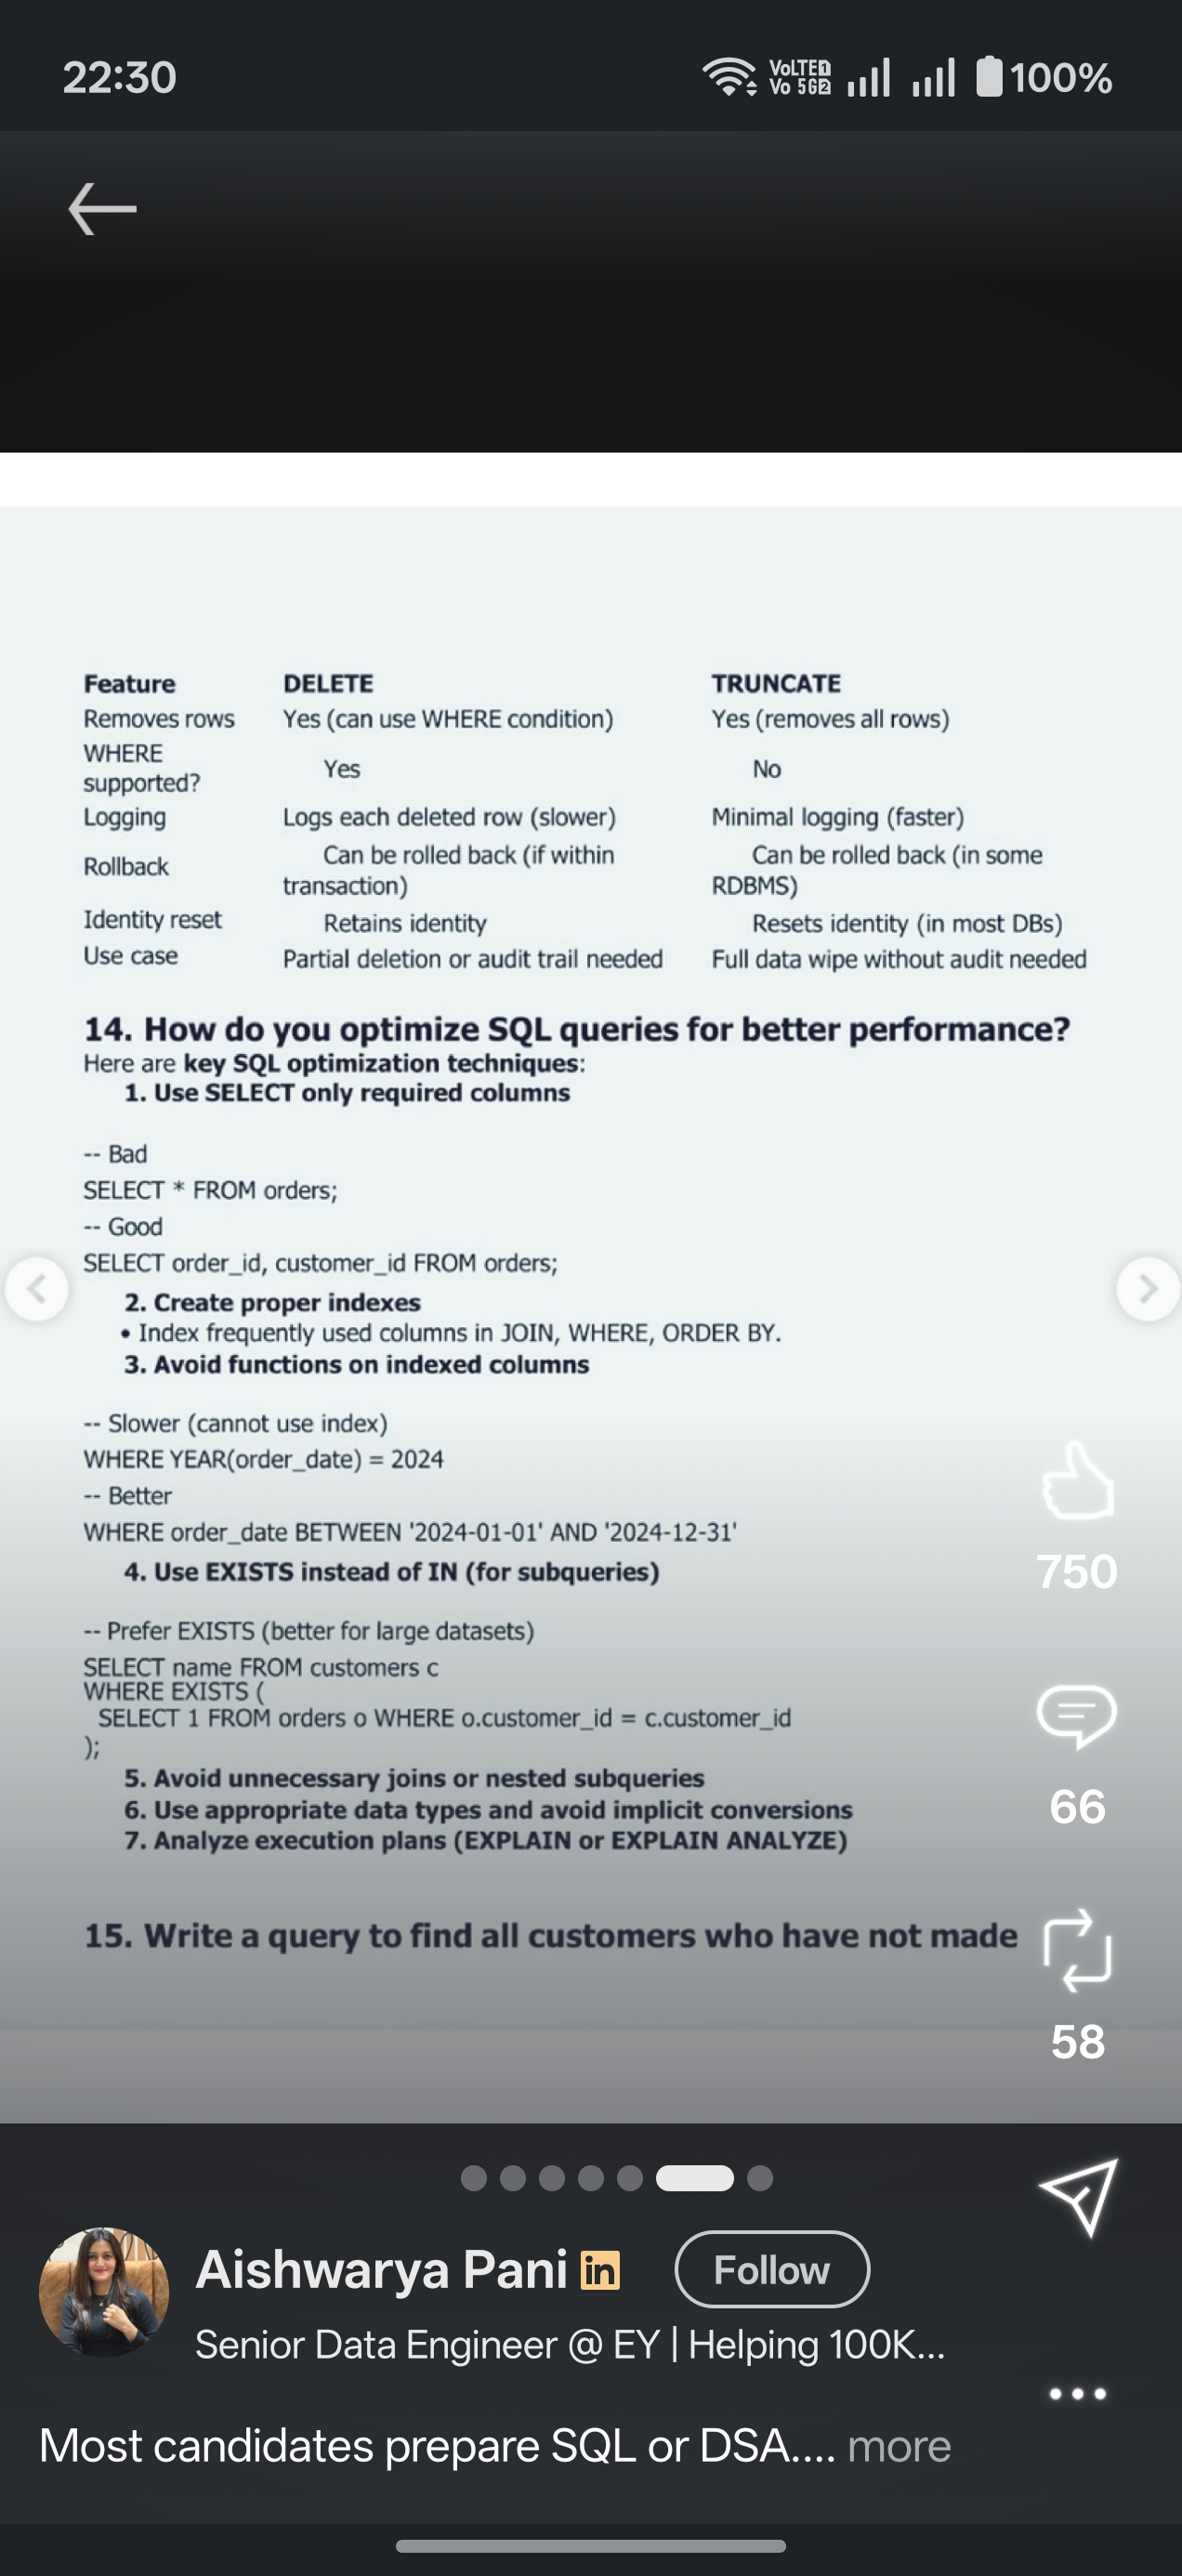 22:30
VoLTE1
Vo 5G2
100%
Feature DELETE TRUNCATE
Removes rows Yes (can use WHERE condition) Yes (removes all rows)
WHERE
supported? Yes No
Logging Logs each deleted row (slower) Minimal logging (faster)
Rollback Can be rolled back (if within transaction) Can be rolled back (in some RDBMS)
Identity reset Retains identity Resets identity (in most DBs)
Use case Partial deletion or audit trail needed Full data wipe without audit needed
14. How do you optimize SQL queries for better performance?
Here are key SQL optimization techniques:
1. Use SELECT only required columns
-- Bad
SELECT * FROM orders;
-- Good
SELECT order_id, customer_id FROM orders;
2. Create proper indexes
• Index frequently used columns in JOIN, WHERE, ORDER BY.
3. Avoid functions on indexed columns
-- Slower (cannot use index)
WHERE YEAR(order_date) = 2024
-- Better
WHERE order_date BETWEEN '2024-01-01' AND '2024-12-31'
4. Use EXISTS instead of IN (for subqueries)
-- Prefer EXISTS (better for large datasets)
SELECT name FROM customers c
WHERE EXISTS (
SELECT 1 FROM orders o WHERE o.customer_id = c.customer_id
);
5. Avoid unnecessary joins or nested subqueries
6. Use appropriate data types and avoid implicit conversions
7. Analyze execution plans (EXPLAIN or EXPLAIN ANALYZE)
15. Write a query to find all customers who have not made
750
66
58
Aishwarya Pani in Follow
Senior Data Engineer @ EY | Helping 100K...
Most candidates prepare SQL or DSA.... more